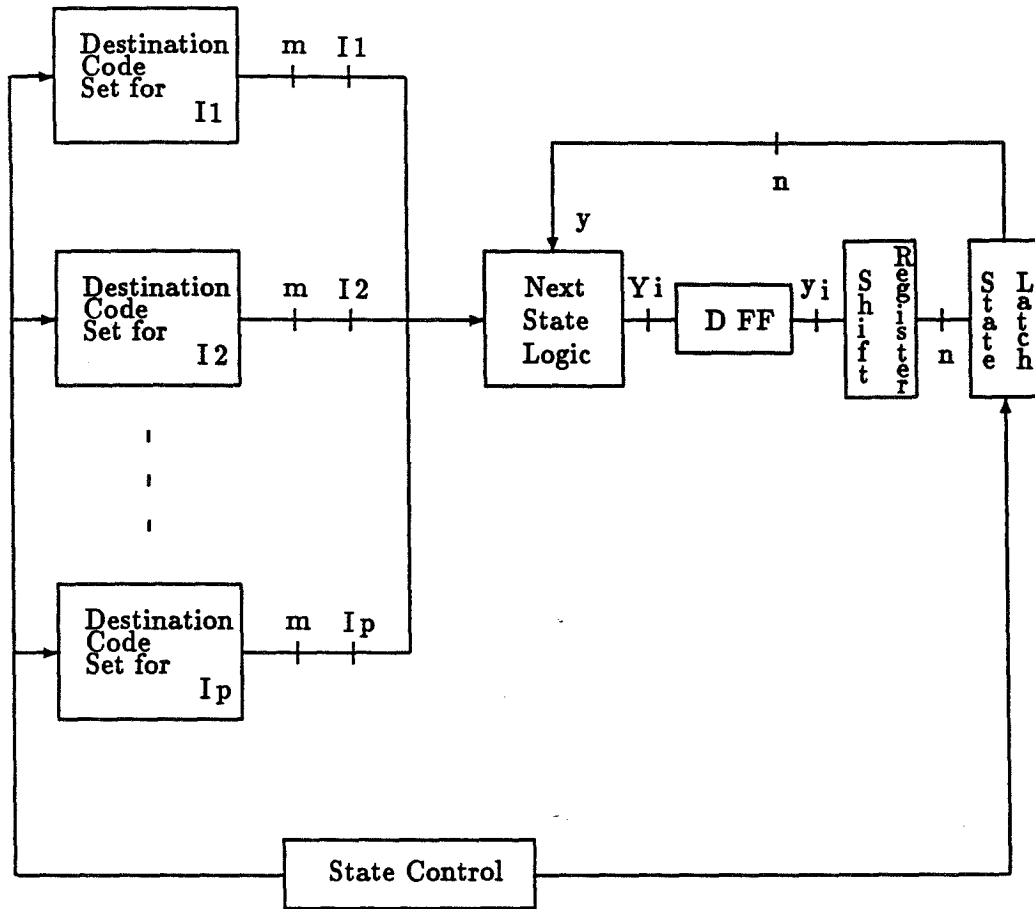 Destination
Code
Set for
I1
m
I1
n
y
Destination
Code
Set for
I2
m
I2
Next
State
Logic
Yi
D FF
yi
Shift
Register
n
State
Latch
Destination
Code
Set for
Ip
m
Ip
State Control